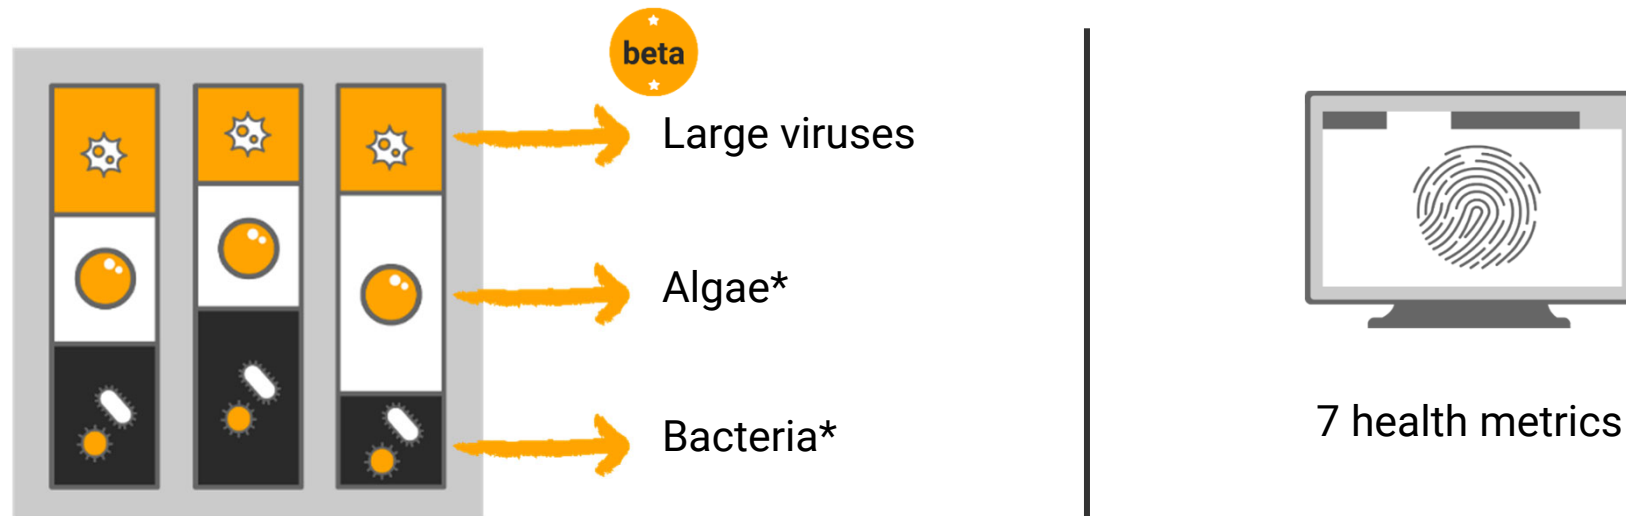 beta
Large viruses
Algae*
Bacteria*
7 health metrics